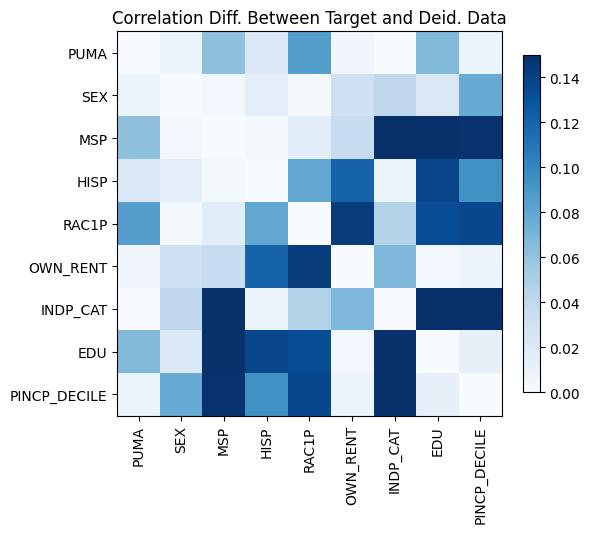 Correlation Diff. Between Target and Deid. Data
PUMA
SEX
MSP
HISP
RAC1P
OWN_RENT
INDP_CAT
EDU
PINCP_DECILE
PUMA
SEX
MSP
HISP
RAC1P
OWN_RENT
INDP_CAT
EDU
PINCP_DECILE
0.14
0.12
0.10
0.08
0.06
0.04
0.02
0.00